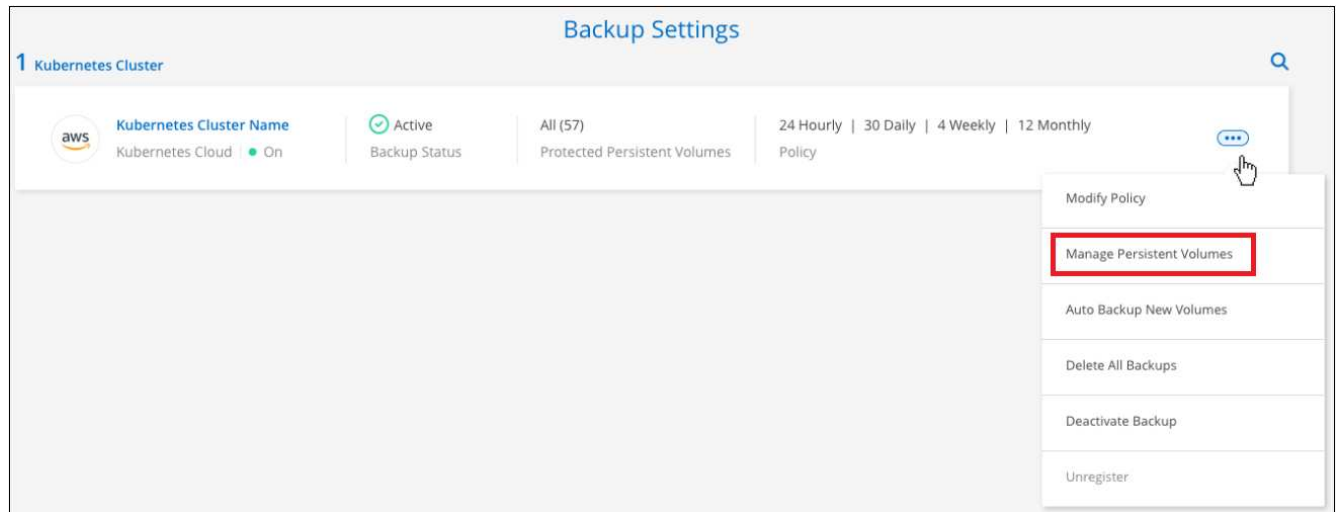 Backup Settings
1 Kubernetes Cluster
aws
Kubernetes Cluster Name
Kubernetes Cloud | On
Active
Backup Status
All (57)
Protected Persistent Volumes
24 Hourly | 30 Daily | 4 Weekly | 12 Monthly
Policy
Modify Policy
Manage Persistent Volumes
Auto Backup New Volumes
Delete All Backups
Deactivate Backup
Unregister